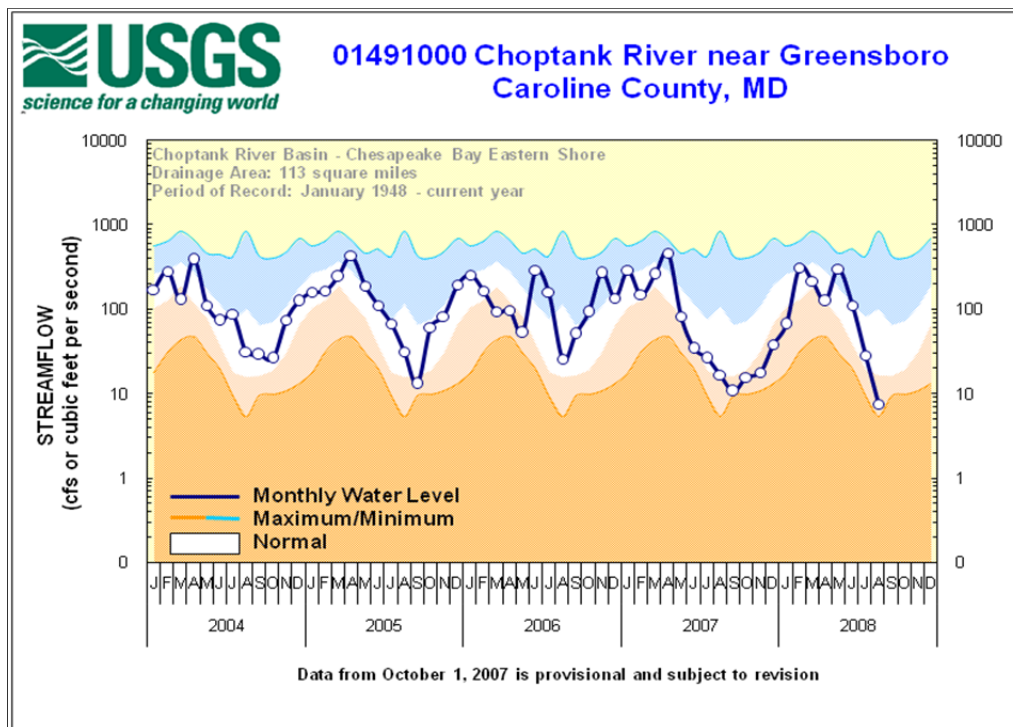 USGS
science for a changing world
01491000 Choptank River near Greensboro
Caroline County, MD
Choptank River Basin - Chesapeake Bay Eastern Shore
Drainage Area: 113 square miles
Period of Record: January 1948 - current year
STREAMFLOW
(cfs or cubic feet per second)
10000
1000
100
10
1
0
10000
1000
100
10
1
0
Monthly Water Level
Maximum/Minimum
Normal
J F M A M J J A S O N D J F M A M J J A S O N D J F M A M J J A S O N D J F M A M J J A S O N D J F M A M J J A S O N D
2004 2005 2006 2007 2008
Data from October 1, 2007 is provisional and subject to revision